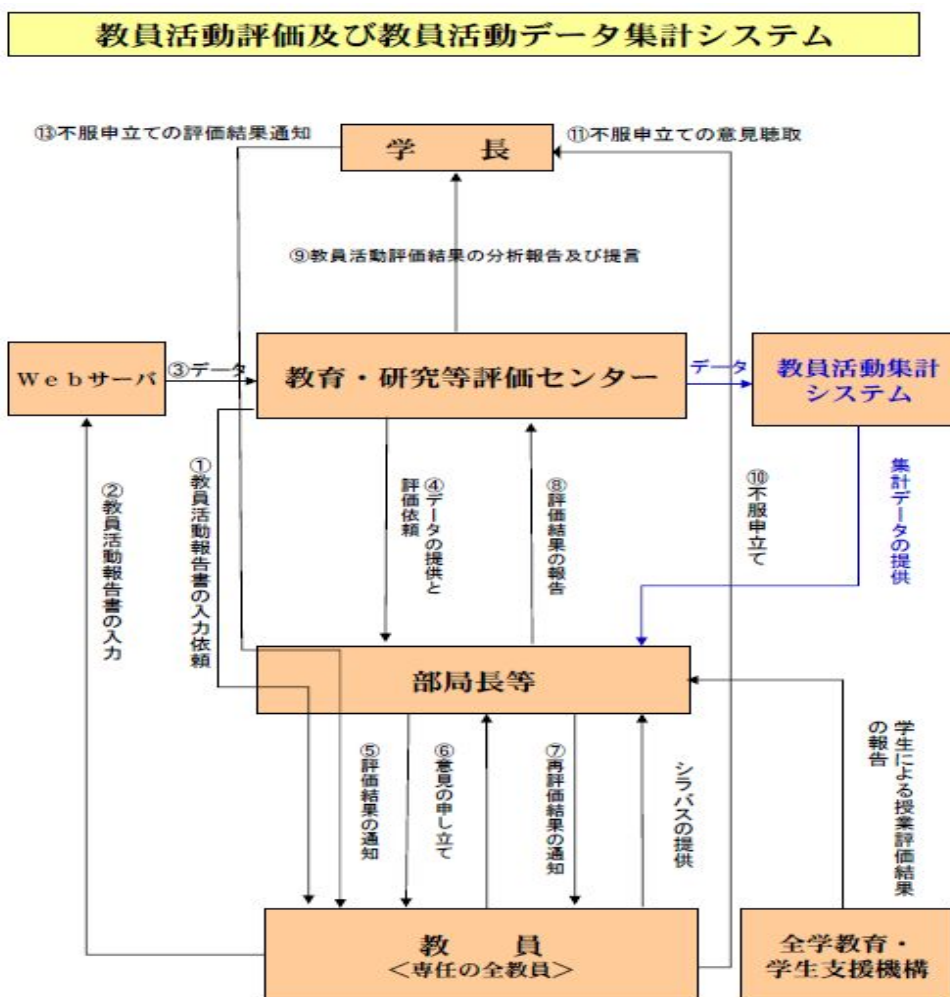 教員活動評価及び教員活動データ集計システム
⑬不服申立ての評価結果通知
学 長
⑪不服申立ての意見聴取
⑨教員活動評価結果の分析報告及び提言
Webサーバ
③データ
教育・研究等評価センター
データ
教員活動集計
システム
②教員活動報告書の入力
①教員活動報告書の入力依頼
④データの提供と
評価依頼
⑧評価結果の報告
⑩不服申立て
集計データの提供
部局長等
⑤評価結果の通知
⑥意見の申し立て
⑦再評価結果の通知
シラバスの提供
学生による授業評価結果
の報告
教 員
<専任の全教員>
全学教育・
学生支援機構